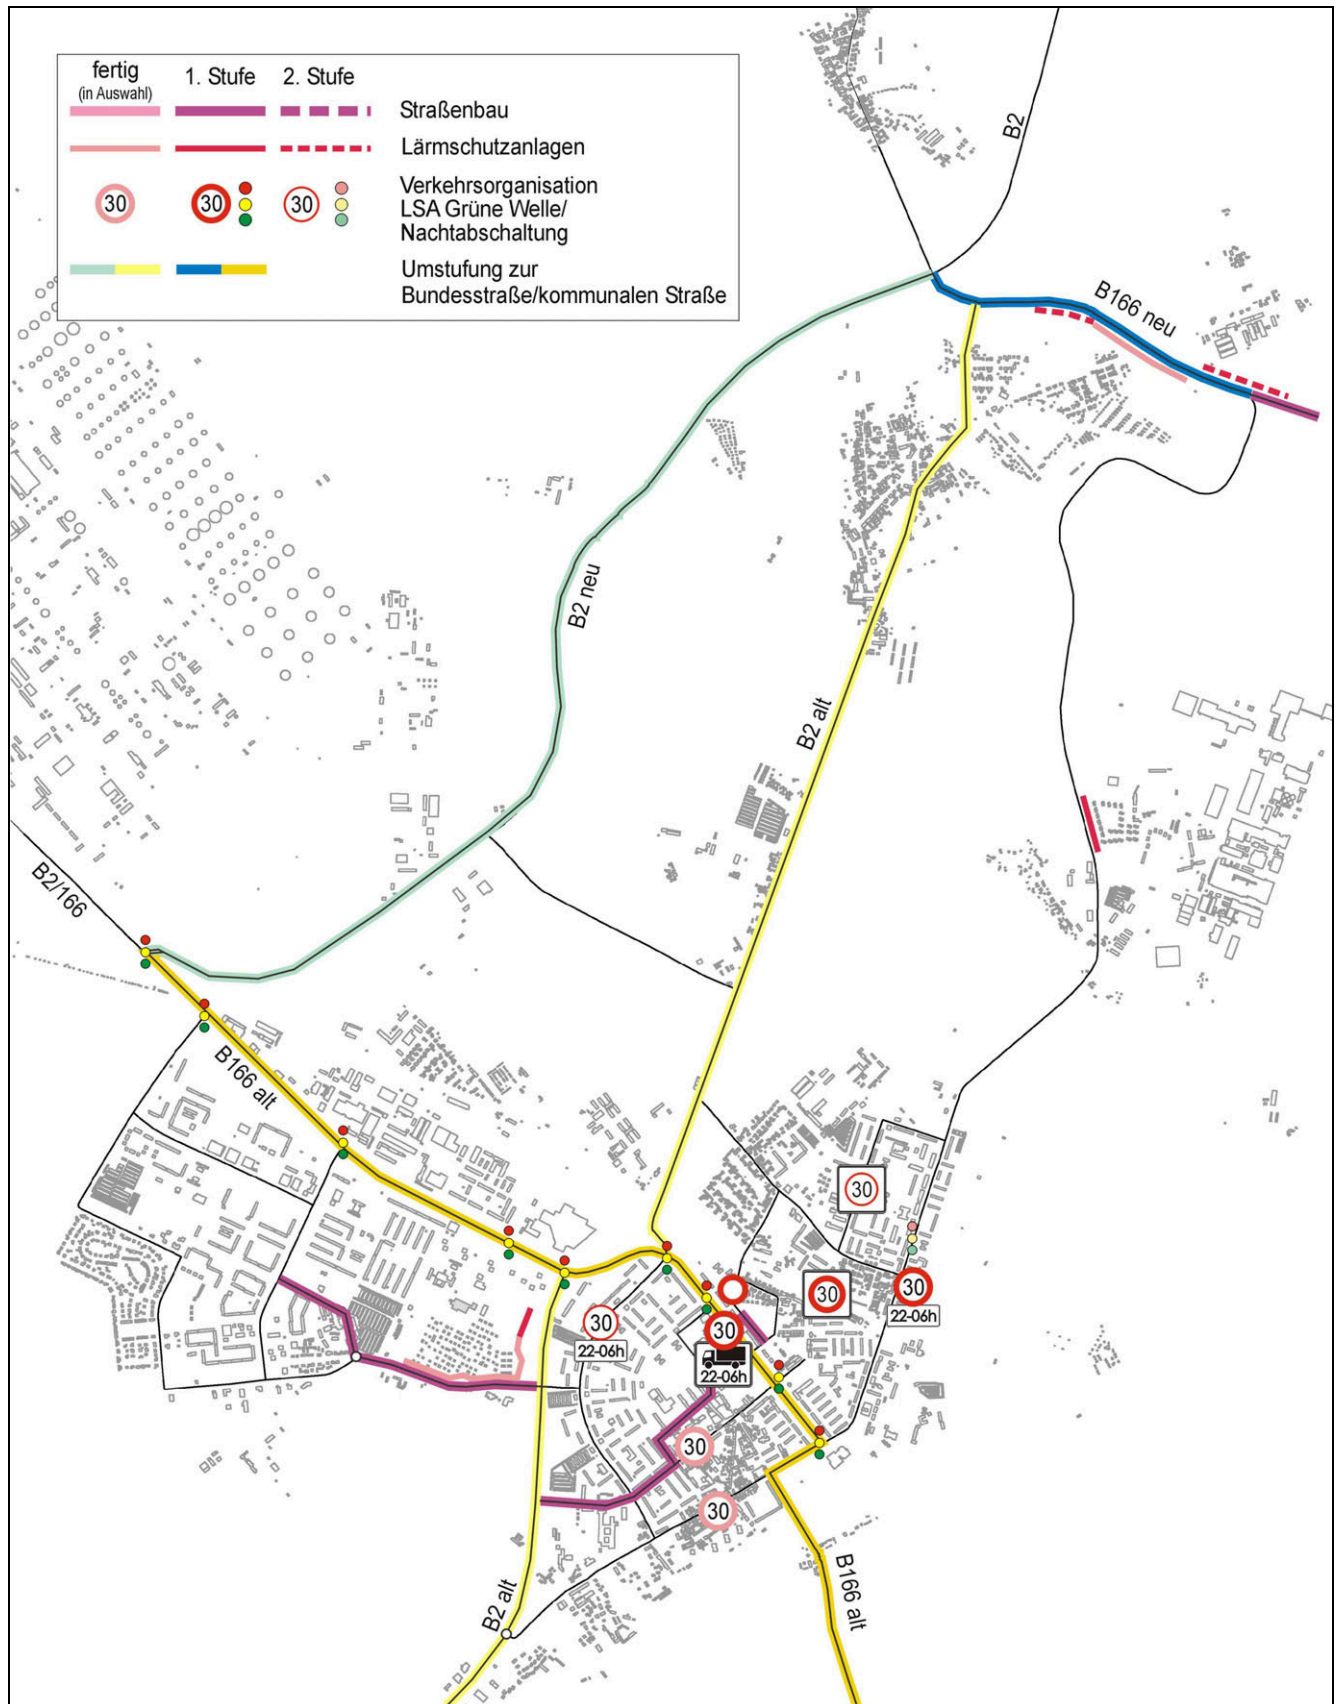 fertig
(in Auswahl)
1. Stufe
2. Stufe
Straßenbau
Lärmschutzanlagen
30
30
30
Verkehrsorganisation
LSA Grüne Welle/
Nachtabschaltung
Umstufung zur
Bundesstraße/kommunalen Straße
B2
B166 neu
B2 neu
B2 alt
B2/166
B166 alt
30
30
30
22-06h
30
22-06h
30
22-06h
30
30
B2 alt
B166 alt